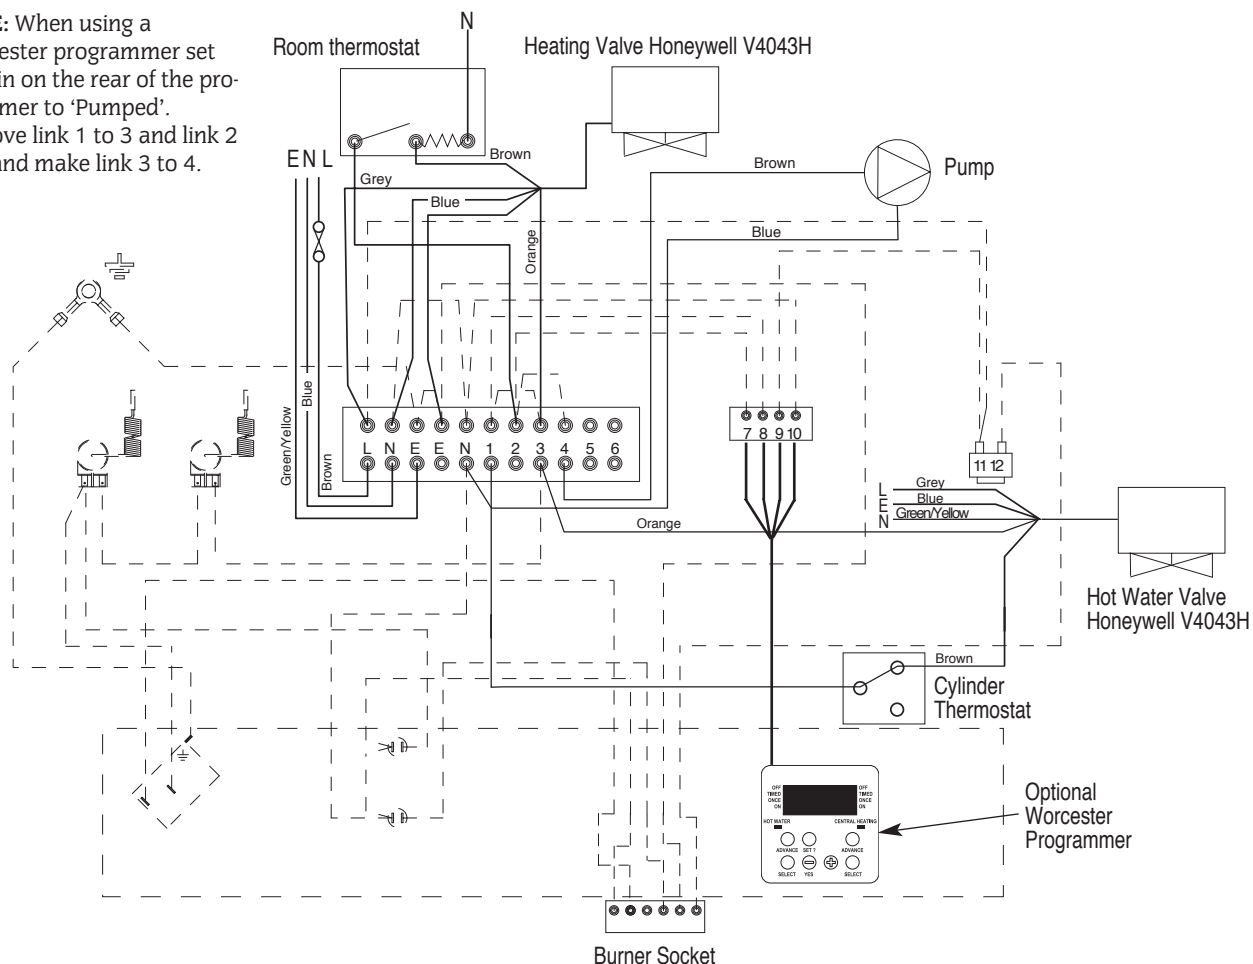 E: When using a
ester programmer set
in on the rear of the pro-
mer to ‘Pumped’.
ove link 1 to 3 and link 2
and make link 3 to 4.
N
Room thermostat
Heating Valve Honeywell V4043H
E N L
Brown
Grey
Blue
Orange
Brown
Pump
Blue
Blue
Green/Yellow
Brown
L N E E N 1 2 3 4 5 6
7 8 9 10
11 12
L Grey
E Blue
N Green/Yellow
Orange
Hot Water Valve
Honeywell V4043H
Brown
Cylinder
Thermostat
OFF
TIMED
ONCE
ON
OFF
TIMED
ONCE
ON
HOT WATER
CENTRAL HEATING
ADVANCE SET ? ADVANCE
SELECT YES SELECT
Optional
Worcester
Programmer
Burner Socket